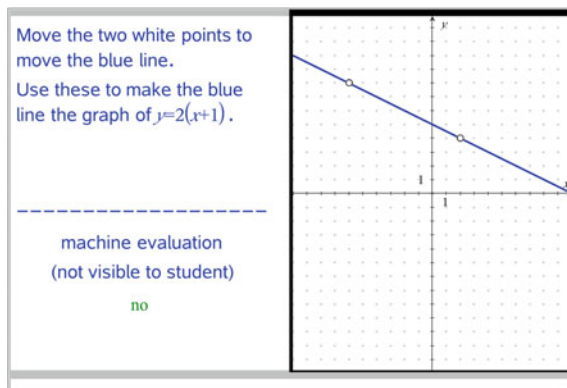 Move the two white points to
move the blue line.
Use these to make the blue
line the graph of y=2(x+1).
machine evaluation
(not visible to student)
no
y
1
1